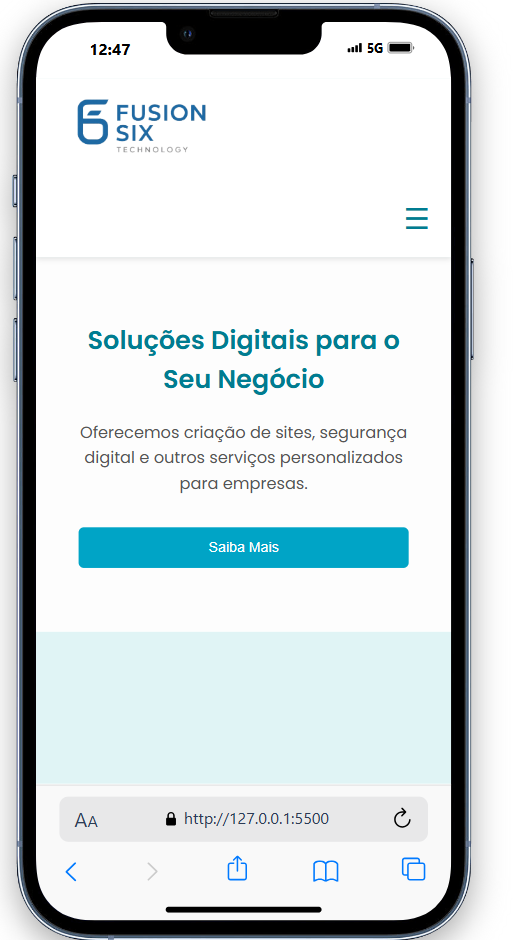 12:47
5G
FUSION
SIX
TECHNOLOGY
Soluções Digitais para o
Seu Negócio
Oferecemos criação de sites, segurança
digital e outros serviços personalizados
para empresas.
Saiba Mais
AA
http://127.0.0.1:5500